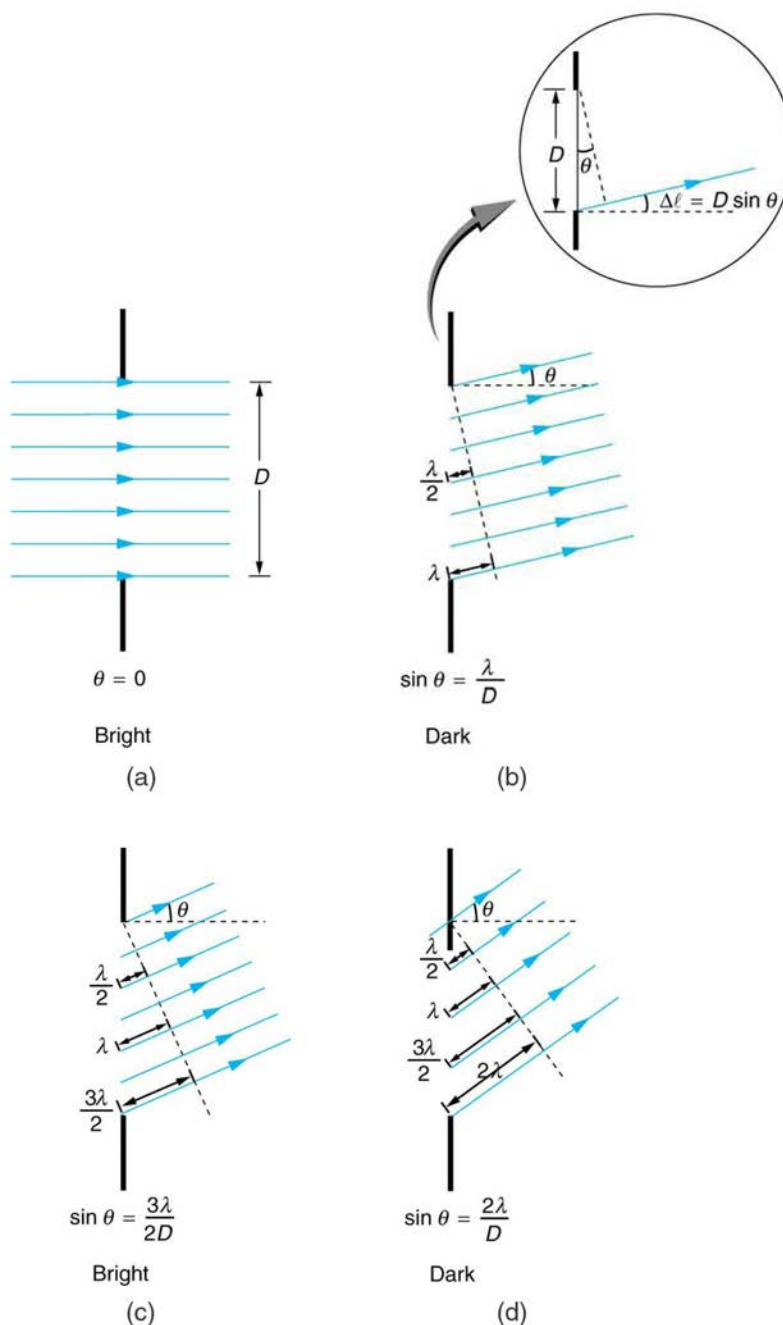 D
θ
Δℓ = D sin θ
D
θ = 0
Bright
(a)
θ
λ/2
λ
sin θ = λ/D
Dark
(b)
θ
λ/2
λ
3λ/2
sin θ = 3λ/2D
Bright
(c)
θ
λ/2
λ
3λ/2
2λ
sin θ = 2λ/D
Dark
(d)